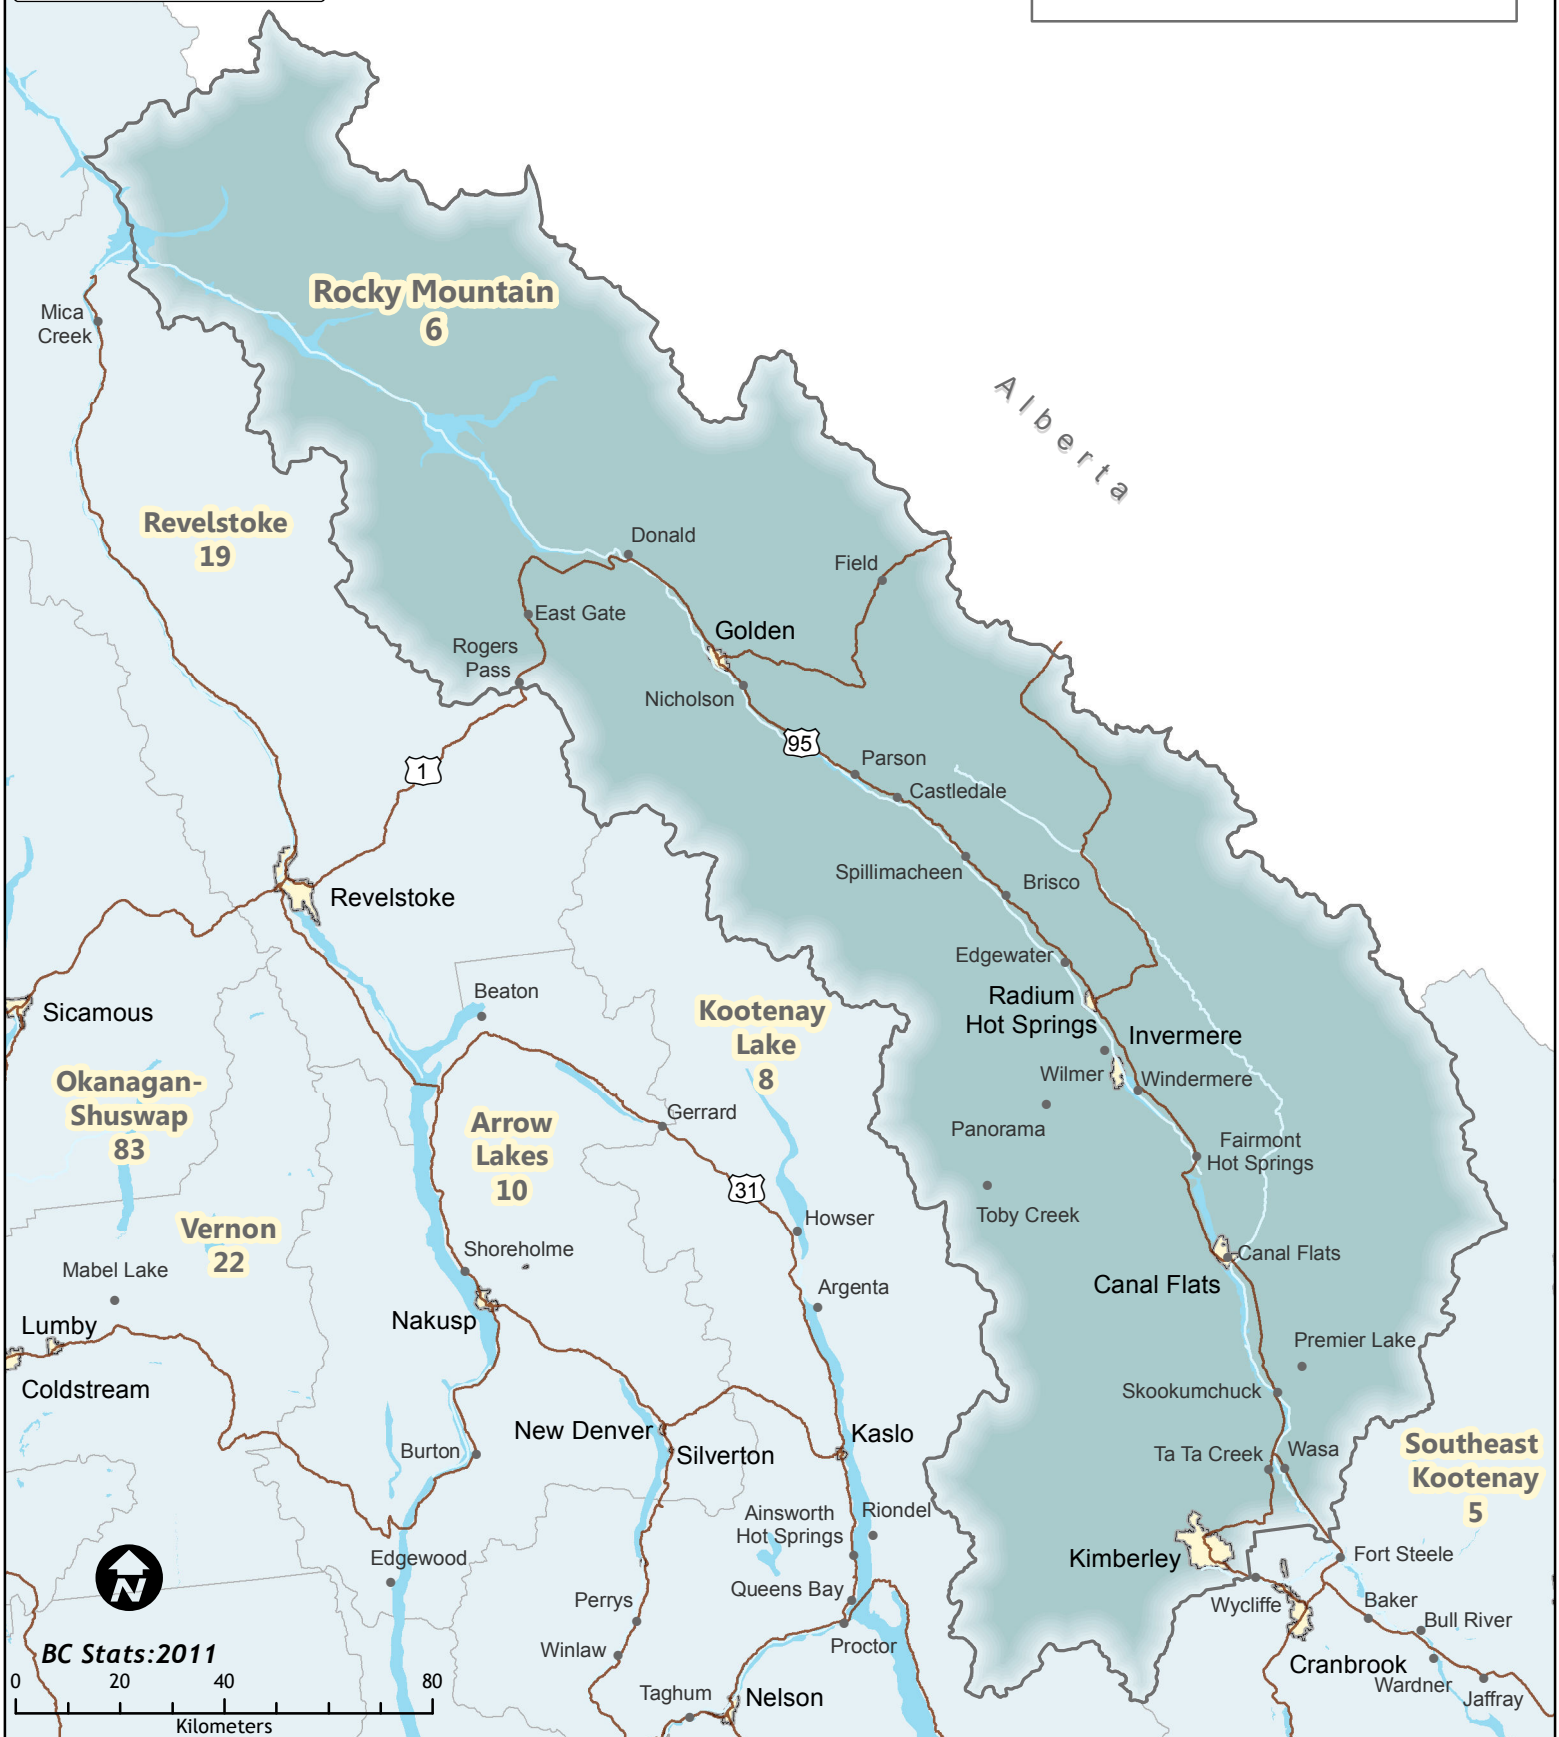 Rocky Mountain
6
Mica
Creek
Alberta
Revelstoke
19
Donald
Field
East Gate
Golden
Rogers
Pass
Nicholson
95
1
Parson
Castledale
Spillimacheen
Brisco
Revelstoke
Edgewater
Beaton
Radium
Hot Springs
Kootenay
Lake
8
Sicamous
Invermere
Wilmer
Windermere
Okanagan-
Shuswap
83
Arrow
Lakes
10
Gerrard
Panorama
Fairmont
Hot Springs
31
Toby Creek
Howser
Vernon
22
Shoreholme
Canal Flats
Mabel Lake
Canal Flats
Argenta
Lumby
Nakusp
Premier Lake
Coldstream
Skookumchuck
New Denver
Silverton
Kaslo
Burton
Ta Ta Creek
Wasa
Southeast
Kootenay
5
Ainsworth
Hot Springs
Riondel
Edgewood
Kimberley
Fort Steele
N
Perrys
Queens Bay
Wycliffe
Baker
Bull River
BC Stats:2011
Winlaw
Proctor
Cranbrook
Wardner
Jaffray
0 20 40 80
Kilometers
Taghum
Nelson